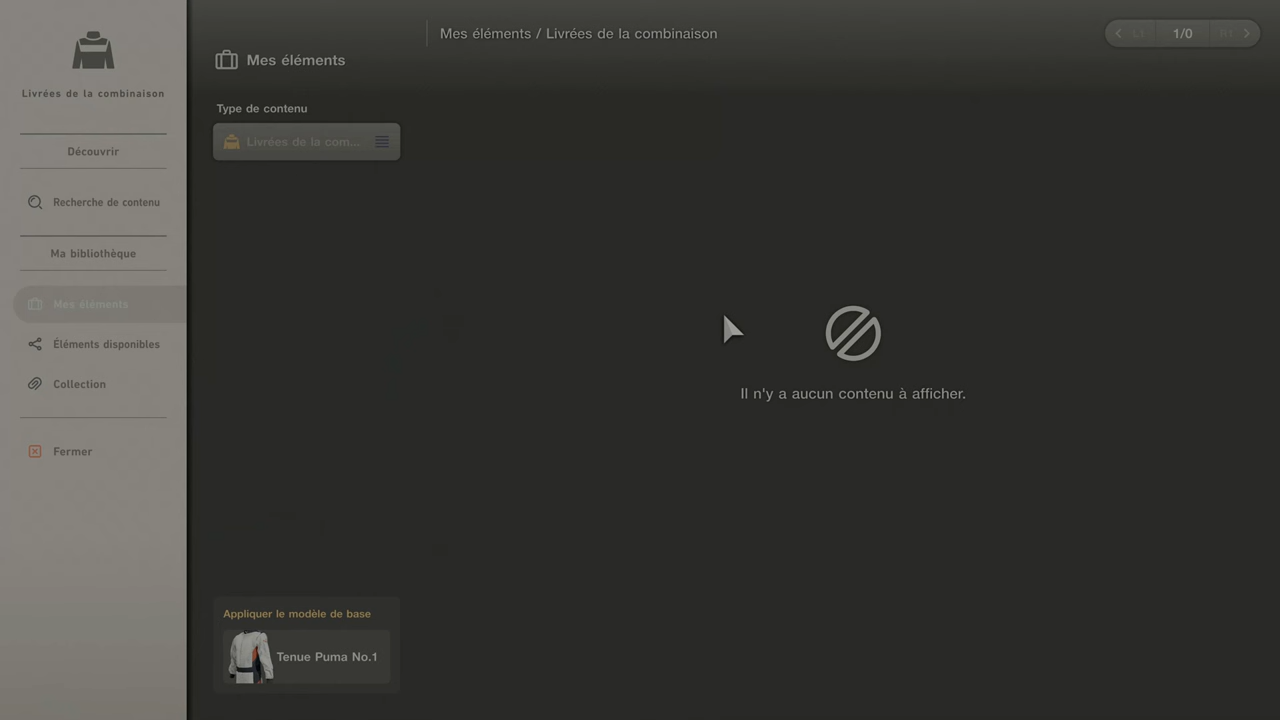 Livrées de la combinaison
Découvrir
Recherche de contenu
Ma bibliothèque
Mes éléments
Éléments disponibles
Collection
Fermer
Mes éléments
Type de contenu
Livrées de la com...
Appliquer le modèle de base
Tenue Puma No.1
Mes éléments / Livrées de la combinaison
L1 1/0 R1
Il n'y a aucun contenu à afficher.